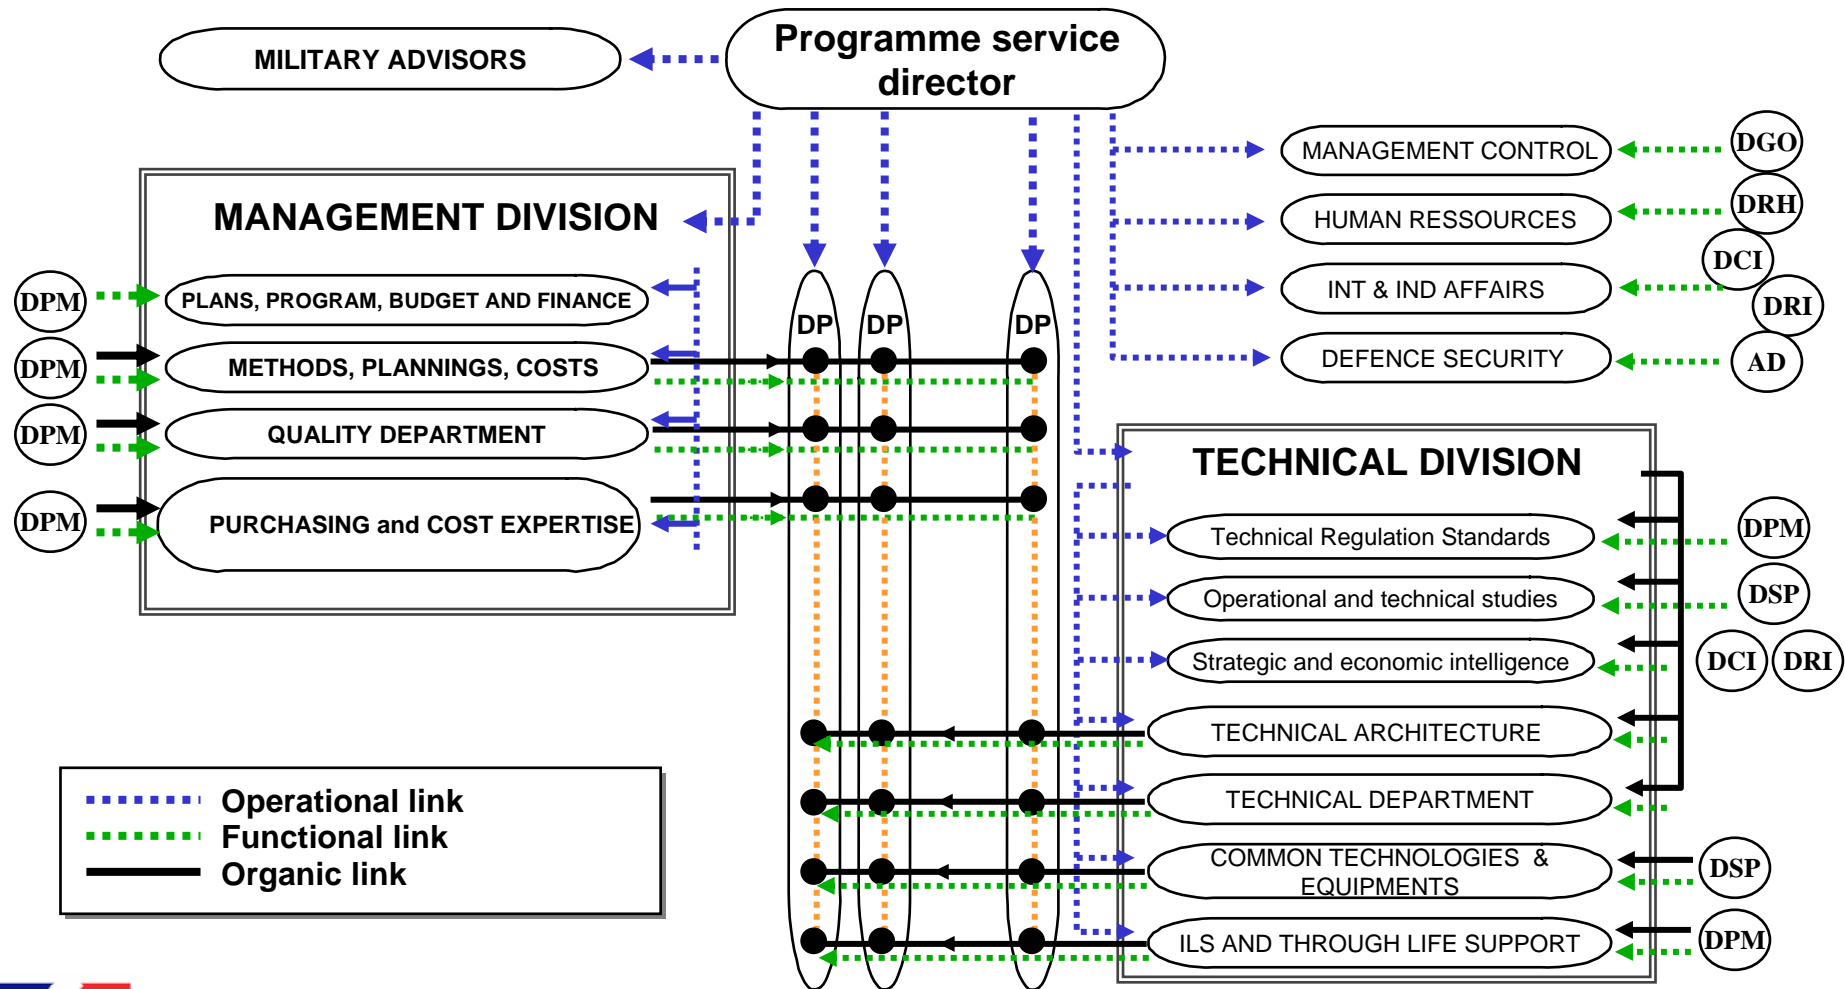 Programme service
director
MILITARY ADVISORS
MANAGEMENT CONTROL
DGO
HUMAN RESSOURCES
DRH
INT & IND AFFAIRS
DCI
DRI
DEFENCE SECURITY
AD
MANAGEMENT DIVISION
DPM
PLANS, PROGRAM, BUDGET AND FINANCE
DPM
METHODS, PLANNINGS, COSTS
DPM
QUALITY DEPARTMENT
DPM
PURCHASING and COST EXPERTISE
DP
DP
DP
TECHNICAL DIVISION
Technical Regulation Standards
DPM
Operational and technical studies
DSP
Strategic and economic intelligence
DCI
DRI
TECHNICAL ARCHITECTURE
TECHNICAL DEPARTMENT
COMMON TECHNOLOGIES &
EQUIPMENTS
DSP
ILS AND THROUGH LIFE SUPPORT
DPM
Operational link
Functional link
Organic link